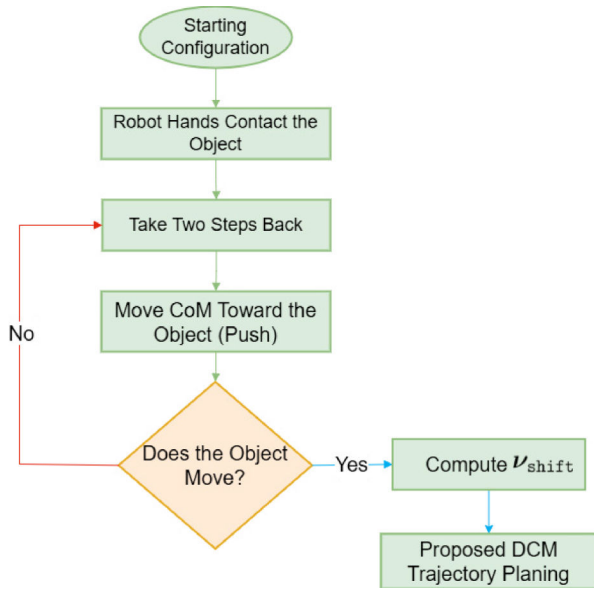 Starting
Configuration
Robot Hands Contact the
Object
Take Two Steps Back
Move CoM Toward the
Object (Push)
No
Does the Object
Move?
Yes
Compute 𝝂shift
Proposed DCM
Trajectory Planing